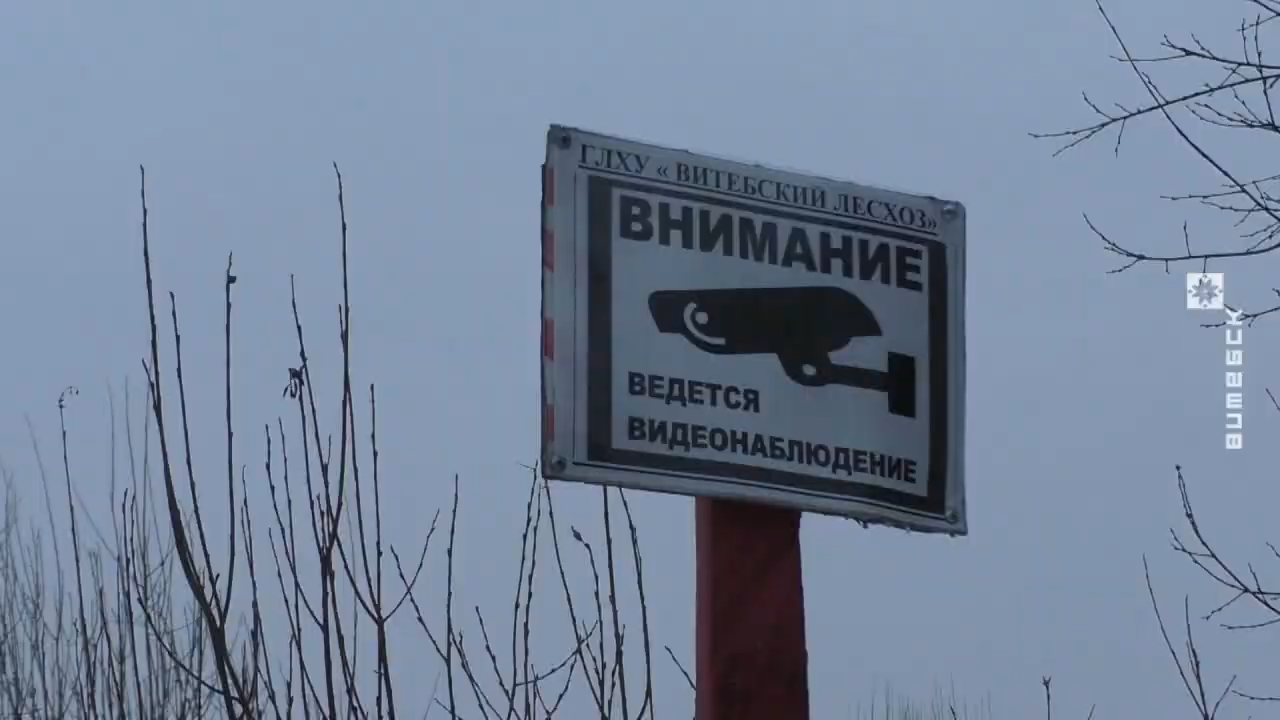 ГЛХУ « ВИТЕБСКИЙ ЛЕСХОЗ»
ВНИМАНИЕ
ВЕДЕТСЯ
ВИДЕОНАБЛЮДЕНИЕ
витебск